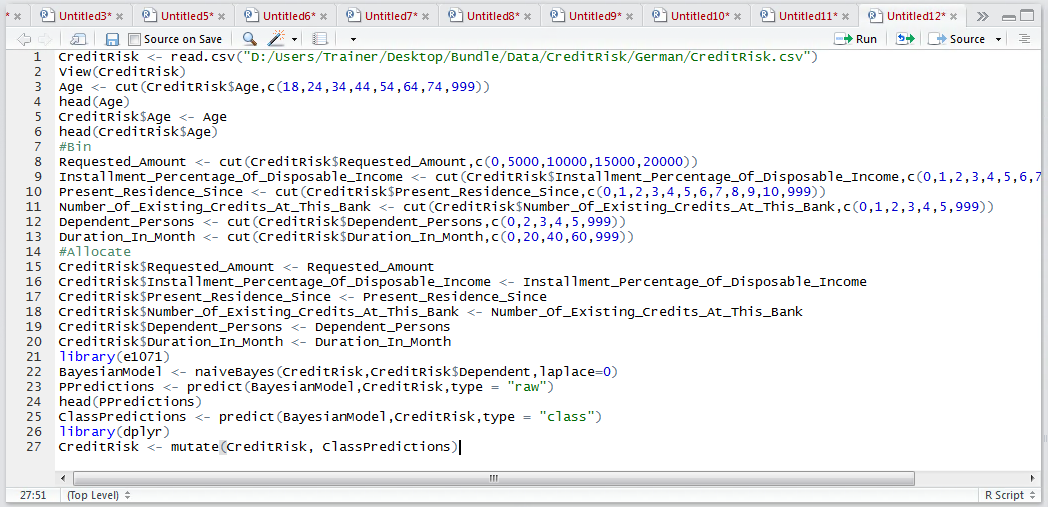 * × Untitled3* × Untitled5* × Untitled6* × Untitled7* × Untitled8* × Untitled9* × Untitled10* × Untitled11* × Untitled12* ×
Source on Save Run Source
1 CreditRisk <- read.csv("D:/Users/Trainer/Desktop/Bundle/Data/CreditRisk/German/CreditRisk.csv")
2 View(CreditRisk)
3 Age <- cut(CreditRisk$Age,c(18,24,34,44,54,64,74,999))
4 head(Age)
5 CreditRisk$Age <- Age
6 head(CreditRisk$Age)
7 #Bin
8 Requested_Amount <- cut(CreditRisk$Requested_Amount,c(0,5000,10000,15000,20000))
9 Installment_Percentage_Of_Disposable_Income <- cut(CreditRisk$Installment_Percentage_Of_Disposable_Income,c(0,1,2,3,4,5,6,7
10 Present_Residence_Since <- cut(CreditRisk$Present_Residence_Since,c(0,1,2,3,4,5,6,7,8,9,10,999))
11 Number_Of_Existing_Credits_At_This_Bank <- cut(CreditRisk$Number_Of_Existing_Credits_At_This_Bank,c(0,1,2,3,4,5,999))
12 Dependent_Persons <- cut(CreditRisk$Dependent_Persons,c(0,2,3,4,5,999))
13 Duration_In_Month <- cut(CreditRisk$Duration_In_Month,c(0,20,40,60,999))
14 #Allocate
15 CreditRisk$Requested_Amount <- Requested_Amount
16 CreditRisk$Installment_Percentage_Of_Disposable_Income <- Installment_Percentage_Of_Disposable_Income
17 CreditRisk$Present_Residence_Since <- Present_Residence_Since
18 CreditRisk$Number_Of_Existing_Credits_At_This_Bank <- Number_Of_Existing_Credits_At_This_Bank
19 CreditRisk$Dependent_Persons <- Dependent_Persons
20 CreditRisk$Duration_In_Month <- Duration_In_Month
21 library(e1071)
22 BayesianModel <- naiveBayes(CreditRisk,CreditRisk$Dependent,laplace=0)
23 PPredictions <- predict(BayesianModel,CreditRisk,type = "raw")
24 head(PPredictions)
25 ClassPredictions <- predict(BayesianModel,CreditRisk,type = "class")
26 library(dplyr)
27 CreditRisk <- mutate(CreditRisk, ClassPredictions)
27:51 (Top Level) R Script